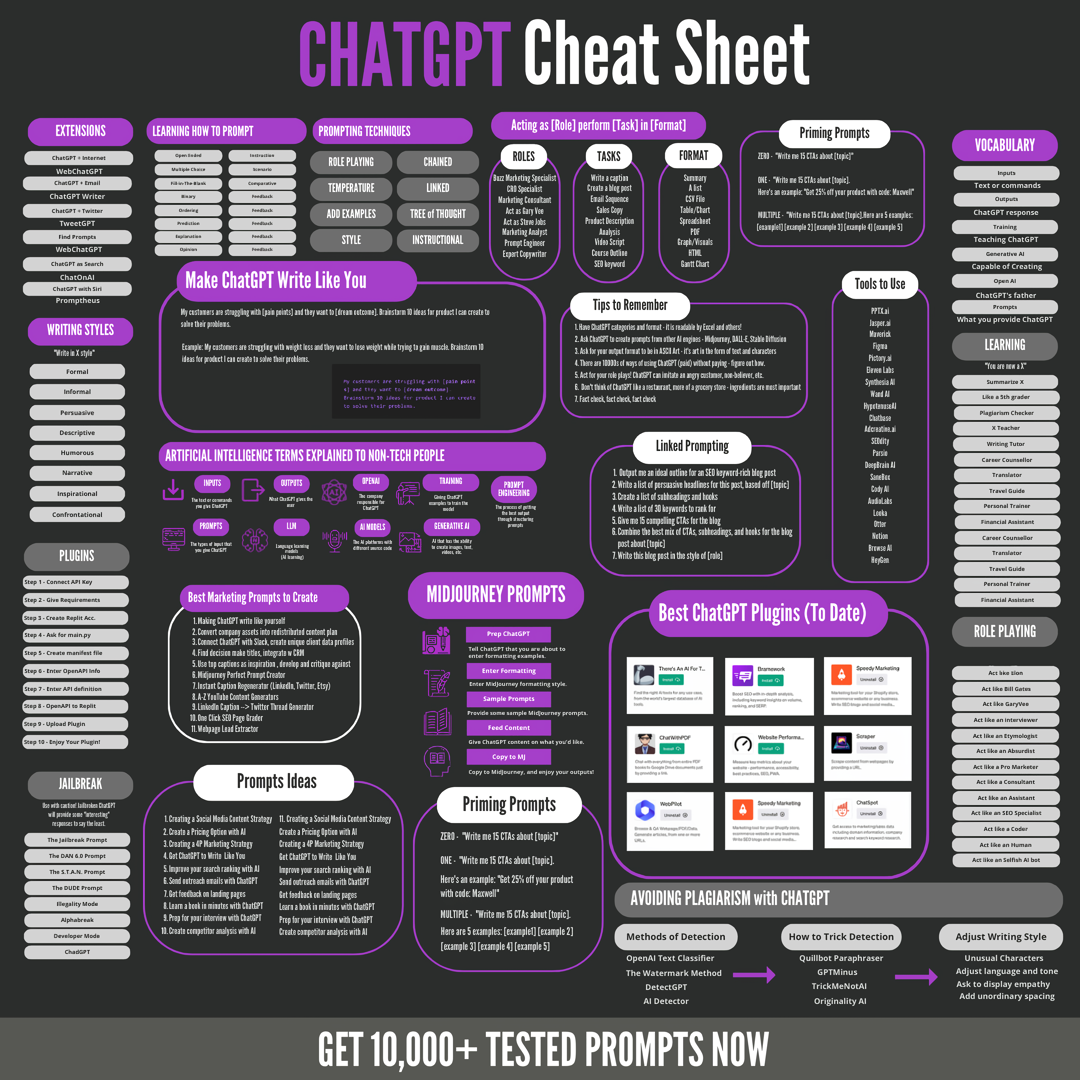 CHATGPT Cheat Sheet
EXTENSIONS
ChatGPT + Internet
WebChatGPT
ChatGPT + Email
ChatGPT Writer
ChatGPT + Twitter
TweetGPT
Find Prompts
WebChatGPT
ChatGPT as Search
ChatOnAI
ChatGPT with Siri
Promptheus
WRITING STYLES
"Write in X style"
Formal
Informal
Persuasive
Descriptive
Humorous
Narrative
Inspirational
Confrontational
PLUGINS
Step 1 - Connect API Key
Step 2 - Give Requirements
Step 3 - Create Replit Acc.
Step 4 - Ask for main.py
Step 5 - Create manifest file
Step 6 - Enter OpenAPI Info
Step 7 - Enter API definition
Step 8 - OpenAPI to Replit
Step 9 - Upload Plugin
Step 10 - Enjoy Your Plugin!
JAILBREAK
Use with caution! Jailbroken ChatGPT
will provide some "interesting"
responses to say the least.
The Jailbreak Prompt
The DAN 6.0 Prompt
The S.T.A.N. Prompt
The DUDE Prompt
Illegality Mode
Alphabreak
Developer Mode
ChadGPT
LEARNING HOW TO PROMPT
Open Ended
Multiple Choice
Fill-in-The-Blank
Binary
Ordering
Prediction
Explanation
Opinion
Instruction
Scenario
Comparative
Feedback
Feedback
Feedback
Feedback
Feedback
PROMPTING TECHNIQUES
ROLE PLAYING
CHAINED
TEMPERATURE
LINKED
ADD EXAMPLES
TREE of THOUGHT
STYLE
INSTRUCTIONAL
Acting as [Role] perform [Task] in [Format]
ROLES
Buzz Marketing Specialist
CRO Specialist
Marketing Consultant
Act as Gary Vee
Act as Steve Jobs
Marketing Analyst
Prompt Engineer
Expert Copywriter
TASKS
Write a caption
Create a blog post
Email Sequence
Sales Copy
Product Description
Analysis
Video Script
Course Outline
SEO keyword
FORMAT
Summary
A list
CSV File
Table/Chart
Spreadsheet
PDF
Graph/Visuals
HTML
Gantt Chart
Priming Prompts
ZERO - "Write me 15 CTAs about [topic]"
ONE - "Write me 15 CTAs about [topic].
Here's an example: "Get 25% off your product with code: Maxwell"
MULTIPLE - "Write me 15 CTAs about [topic].Here are 5 examples:
[example1] [example 2] [example 3] [example 4] [example 5]
VOCABULARY
Inputs
Text or commands
Outputs
ChatGPT response
Training
Teaching ChatGPT
Generative AI
Capable of Creating
Open AI
ChatGPT's father
Prompts
What you provide ChatGPT
LEARNING
"You are now a X"
Summarize X
Like a 5th grader
Plagiarism Checker
X Teacher
Writing Tutor
Career Counsellor
Translator
Travel Guide
Personal Trainer
Financial Assistant
Career Counsellor
Translator
Travel Guide
Personal Trainer
Financial Assistant
ROLE PLAYING
Act like Elon
Act like Bill Gates
Act like GaryVee
Act like an interviewer
Act like an Etymologist
Act like an Absurdist
Act like a Pro Marketer
Act like a Consultant
Act like an Assistant
Act like an SEO Specialist
Act like a Coder
Act like an Human
Act like an Selfish AI bot
Make ChatGPT Write Like You
My customers are struggling with [pain points] and they want to [dream outcome]. Brainstorm 10 ideas for product I can create to
solve their problems.
Example: My customers are struggling with weight loss and they want to lose weight while trying to gain muscle. Brainstorm 10
ideas for product I can create to solve their problems.
My customers are struggling with [pain point
s] and they want to [dream outcome]
Brainstorm 10 ideas for product I can create
to solve their problems.
Tips to Remember
1. Have ChatGPT categories and format - it is readable by Excel and others!
2. Ask ChatGPT to create prompts from other AI engines - Midjourney, DALL-E, Stable Diffusion
3. Ask for your output format to be in ASCII Art - it's art in the form of text and characters
4. There are 10000s of ways of using ChatGPT (paid) without paying - figure out how.
5. Act for your role plays! ChatGPT can imitate an angry customer, non-believer, etc.
6. Don't think of ChatGPT like a restaurant, more of a grocery store - ingredients are most important
7. Fact check, fact check, fact check
Tools to Use
PPTX.ai
Jasper.ai
Maverick
Figma
Pictory.ai
Eleven Labs
Synthesia AI
Wand AI
HypotenuseAI
Chatbase
Adcreative.ai
SEOdity
Parsio
DeepBrain AI
SaneBox
Cody AI
AudioLabs
Looka
Otter
Notion
Browse AI
HeyGen
ARTIFICIAL INTELLIGENCE TERMS EXPLAINED TO NON-TECH PEOPLE
INPUTS
The text or commands
you give ChatGPT
OUTPUTS
What ChatGPT gives the
user
OPENAI
The company
responsible for
ChatGPT
TRAINING
Giving ChatGPT
examples to train the
model
PROMPT
ENGINEERING
The process of getting
the best output
through structuring
prompts
PROMPTS
The types of input that
you give ChatGPT
LLM
Language learning
models
(AI learning)
AI MODELS
The AI platforms with
different source code
GENERATIVE AI
AI that has the ability
to create images, text,
videos, etc.
Linked Prompting
1. Output me an ideal outline for an SEO keyword-rich blog post
2. Write a list of persuasive headlines for this post, based off [topic]
3. Create a list of subheadings and hooks
4. Write a list of 30 keywords to rank for
5. Give me 15 compelling CTAs for the blog
6. Combine the best mix of CTAs, subheadings, and hooks for the blog
post about [topic]
7. Write this blog post in the style of [role]
Best Marketing Prompts to Create
1. Making ChatGPT write like yourself
2. Convert company assets into redistributed content plan
3. Connect ChatGPT with Slack, create unique client data profiles
4. Find decision make titles, integrate w CRM
5. Use top captions as inspiration , develop and critique against
6. Midjourney Perfect Prompt Creator
7. Instant Caption Regenerator (LinkedIn, Twitter, Etsy)
8. A-Z YouTube Content Generators
9. LinkedIn Caption --> Twitter Thread Generator
10. One Click SEO Page Grader
11. Webpage Lead Extractor
MIDJOURNEY PROMPTS
Prep ChatGPT
Tell ChatGPT that you are about to
enter formatting examples.
Enter Formatting
Enter MidJourney formatting style.
Sample Prompts
Provide some sample MidJourney prompts.
Feed Content
Give ChatGPT content on what you'd like.
Copy to MJ
Copy to MidJourney, and enjoy your outputs!
Best ChatGPT Plugins (To Date)
There's An AI For T...
Install
Find the right AI tools for any use case,
from the world's largest database of AI
tools.
Bramework
Install
Boost SEO with in-depth analysis,
including keyword insights on volume,
ranking, and SERP.
Speedy Marketing
Uninstall
Marketing tool for your Shopify store,
ecommerce website or any business.
Write SEO blogs and social media...
ChatWithPDF
Install
Chat with everything from entire PDF
books to Google Drive documents just
by providing a link.
Website Performa...
Install
Measure key metrics about your
website - performance, accessibility,
best practices, SEO, PWA.
Scraper
Uninstall
Scrape content from webpages by
providing a URL.
WebPilot
Uninstall
Browse & QA Webpage/PDF/Data.
Generate articles, from one or more
URLs.
Speedy Marketing
Uninstall
Marketing tool for your Shopify store,
ecommerce website or any business.
Write SEO blogs and social media...
ChatSpot
Uninstall
Get access to marketing/sales data
including domain information, company
research and search keyword research.
Prompts Ideas
1. Creating a Social Media Content Strategy
2. Create a Pricing Option with AI
3. Creating a 4P Marketing Strategy
4. Get ChatGPT to Write Like You
5. Improve your search ranking with AI
6. Send outreach emails with ChatGPT
7. Get feedback on landing pages
8. Learn a book in minutes with ChatGPT
9. Prep for your interview with ChatGPT
10. Create competitor analysis with AI
11. Creating a Social Media Content Strategy
Create a Pricing Option with AI
Creating a 4P Marketing Strategy
Get ChatGPT to Write Like You
Improve your search ranking with AI
Send outreach emails with ChatGPT
Get feedback on landing pages
Learn a book in minutes with ChatGPT
Prep for your interview with ChatGPT
Create competitor analysis with AI
Priming Prompts
ZERO - "Write me 15 CTAs about [topic]"
ONE - "Write me 15 CTAs about [topic].
Here's an example: "Get 25% off your product
with code: Maxwell"
MULTIPLE - "Write me 15 CTAs about [topic].
Here are 5 examples: [example1] [example 2]
[example 3] [example 4] [example 5]
AVOIDING PLAGIARISM with CHATGPT
Methods of Detection
OpenAI Text Classifier
The Watermark Method
DetectGPT
AI Detector
How to Trick Detection
Quillbot Paraphraser
GPTMinus
TrickMeNotAI
Originality AI
Adjust Writing Style
Unusual Characters
Adjust language and tone
Ask to display empathy
Add unordinary spacing
GET 10,000+ TESTED PROMPTS NOW